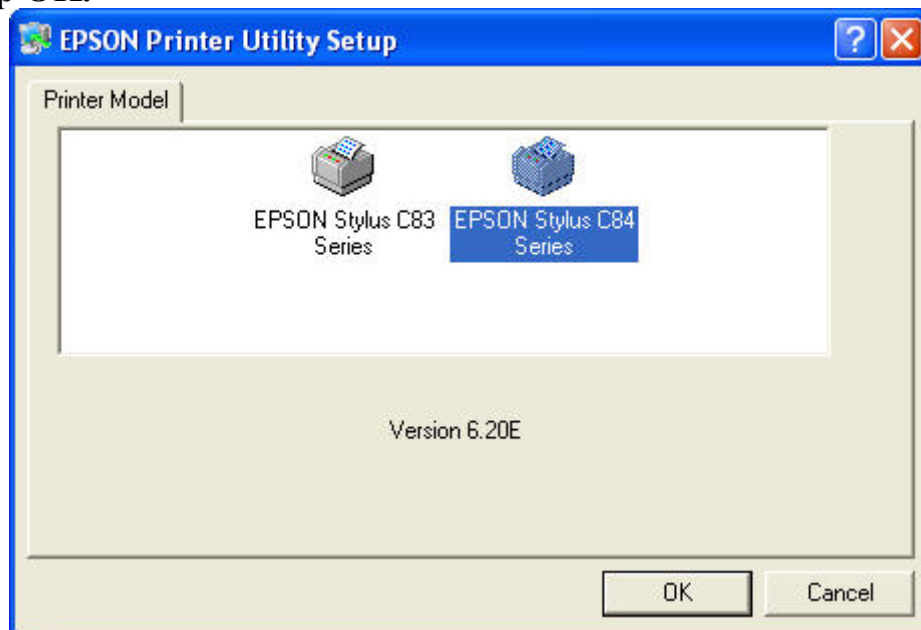 OK.
EPSON Printer Utility Setup
Printer Model
EPSON Stylus C83
Series
EPSON Stylus C84
Series
Version 6.20E
OK
Cancel